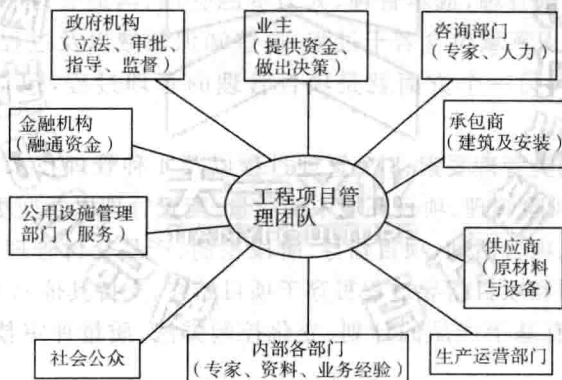 政府机构
(立法、审批、
指导、监督)
业主
(提供资金、
做出决策)
咨询部门
(专家、人力)
金融机构
(融通资金)
承包商
(建筑及安装)
工程项目管
理团队
公用设施管理
部门(服务)
供应商
(原材料
与设备)
社会公众
内部各部门
(专家、资料、业务经验)
生产运营部门